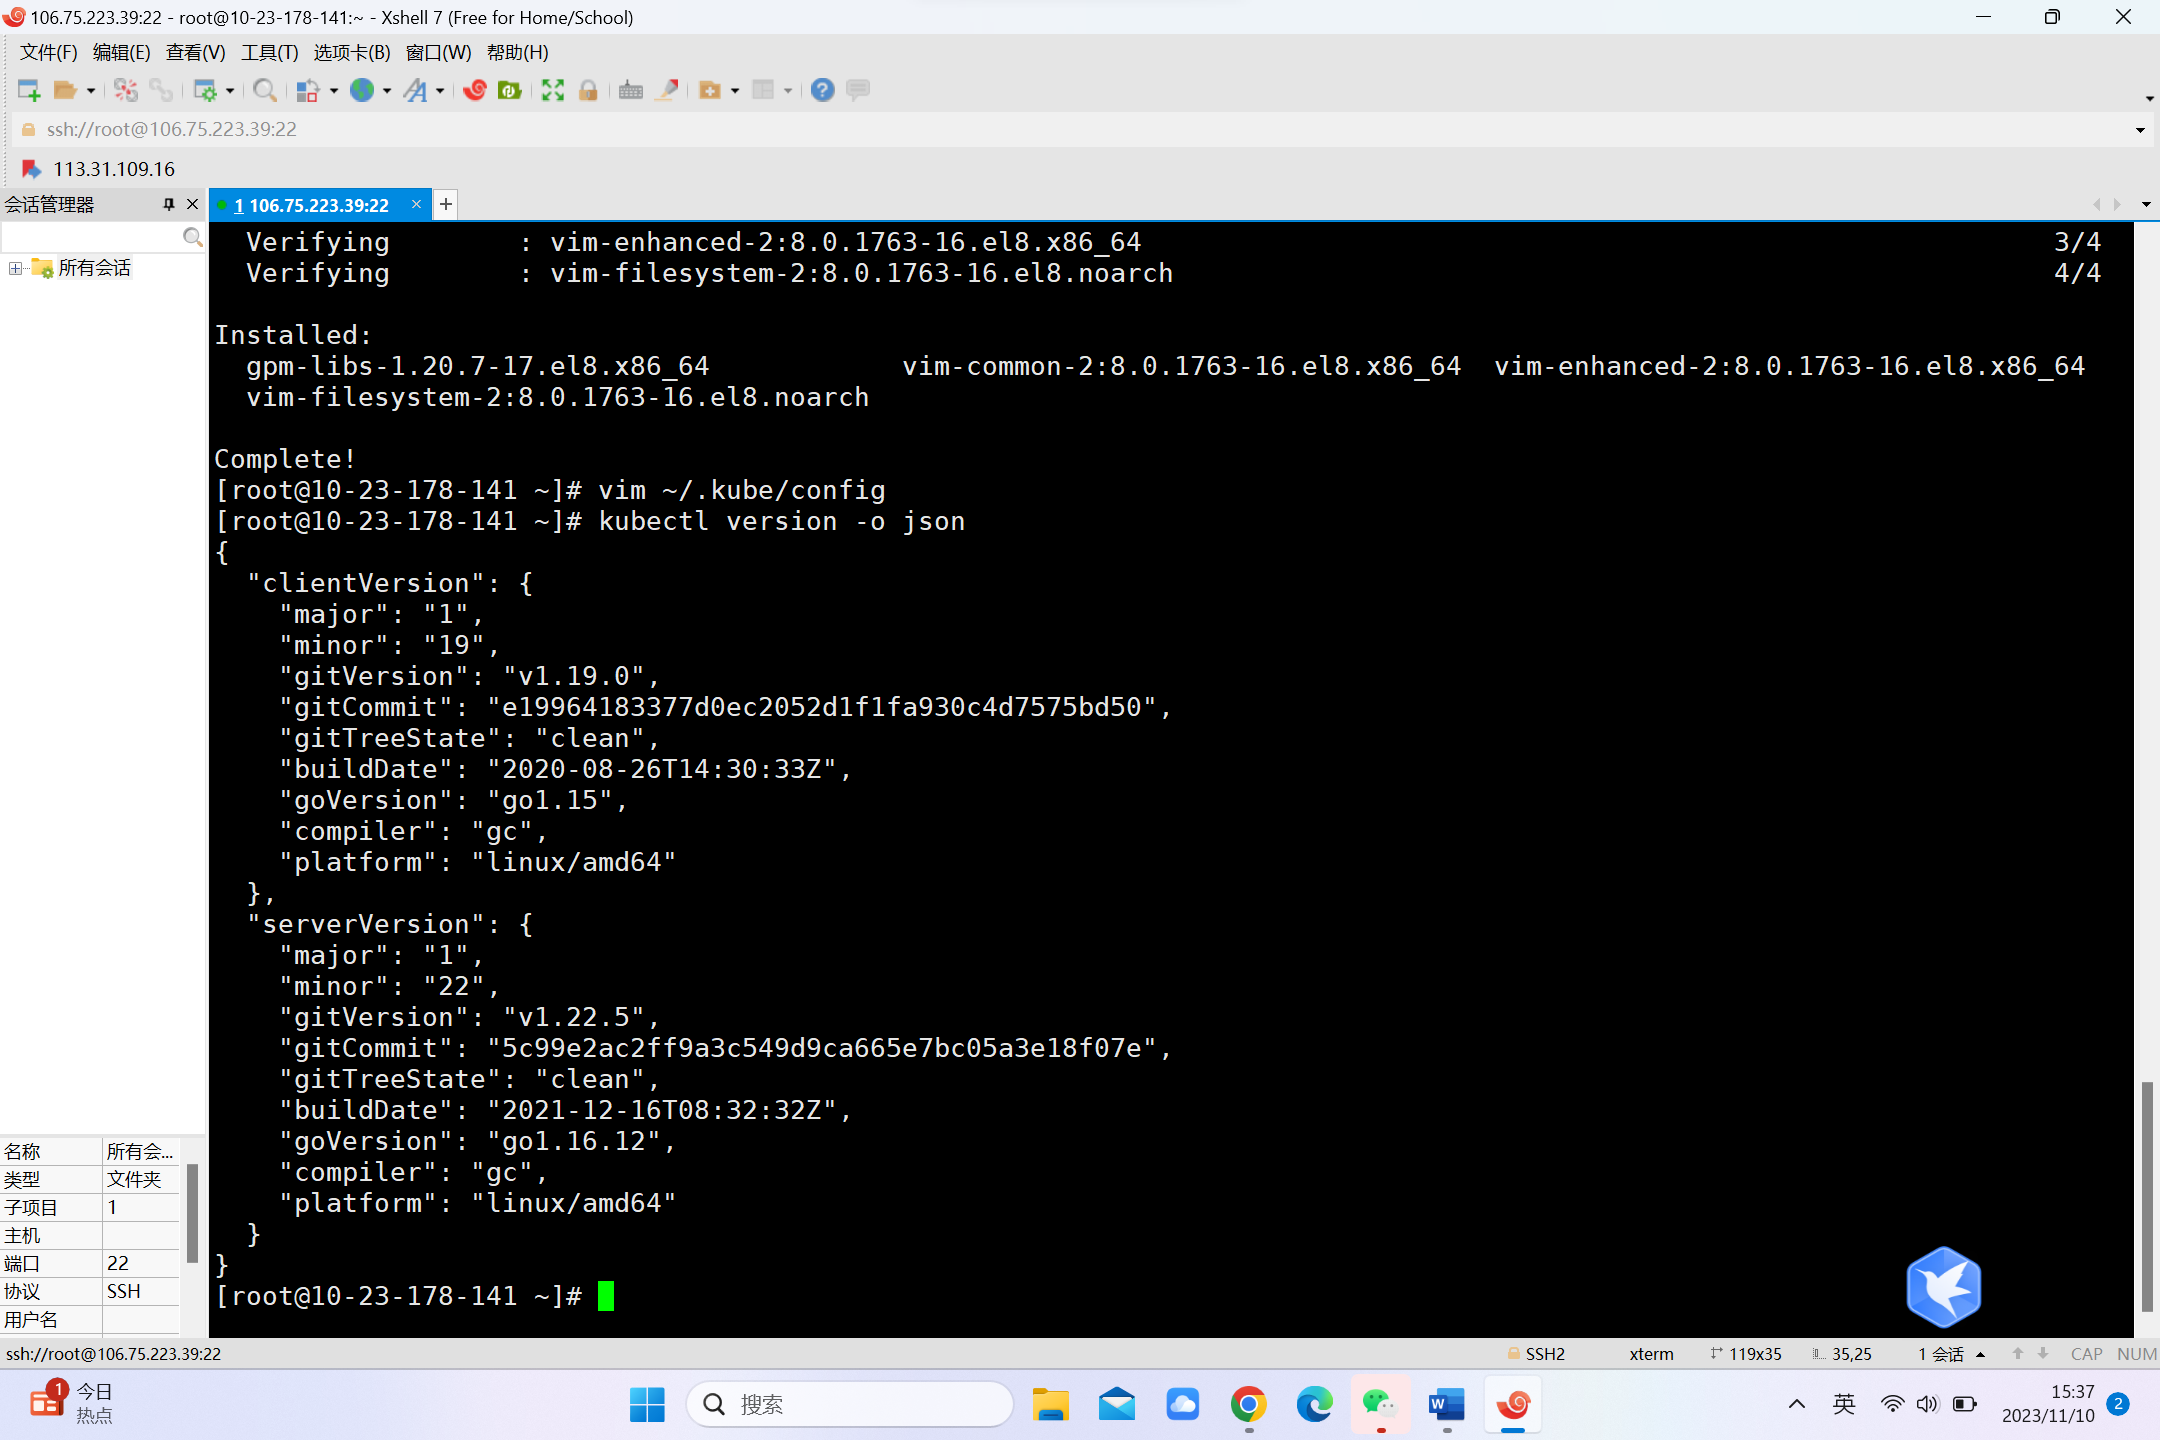 106.75.223.39:22 - root@10-23-178-141:~ - Xshell 7 (Free for Home/School)
文件(F) 编辑(E) 查看(V) 工具(T) 选项卡(B) 窗口(W) 帮助(H)
ssh://root@106.75.223.39:22
113.31.109.16
会话管理器
1 106.75.223.39:22
所有会话
Verifying : vim-enhanced-2:8.0.1763-16.el8.x86_64 3/4
Verifying : vim-filesystem-2:8.0.1763-16.el8.noarch 4/4
Installed:
gpm-libs-1.20.7-17.el8.x86_64 vim-common-2:8.0.1763-16.el8.x86_64 vim-enhanced-2:8.0.1763-16.el8.x86_64
vim-filesystem-2:8.0.1763-16.el8.noarch
Complete!
[root@10-23-178-141 ~]# vim ~/.kube/config
[root@10-23-178-141 ~]# kubectl version -o json
{
"clientVersion": {
"major": "1",
"minor": "19",
"gitVersion": "v1.19.0",
"gitCommit": "e19964183377d0ec2052d1f1fa930c4d7575bd50",
"gitTreeState": "clean",
"buildDate": "2020-08-26T14:30:33Z",
"goVersion": "go1.15",
"compiler": "gc",
"platform": "linux/amd64"
},
"serverVersion": {
"major": "1",
"minor": "22",
"gitVersion": "v1.22.5",
"gitCommit": "5c99e2ac2ff9a3c549d9ca665e7bc05a3e18f07e",
"gitTreeState": "clean",
"buildDate": "2021-12-16T08:32:32Z",
"goVersion": "go1.16.12",
"compiler": "gc",
"platform": "linux/amd64"
}
}
[root@10-23-178-141 ~]#
名称 所有会...
类型 文件夹
子项目 1
主机
端口 22
协议 SSH
用户名
ssh://root@106.75.223.39:22 SSH2 xterm 119x35 35,25 1 会话 CAP NUM
1 今日
热点
搜索
英
15:37
2023/11/10
2